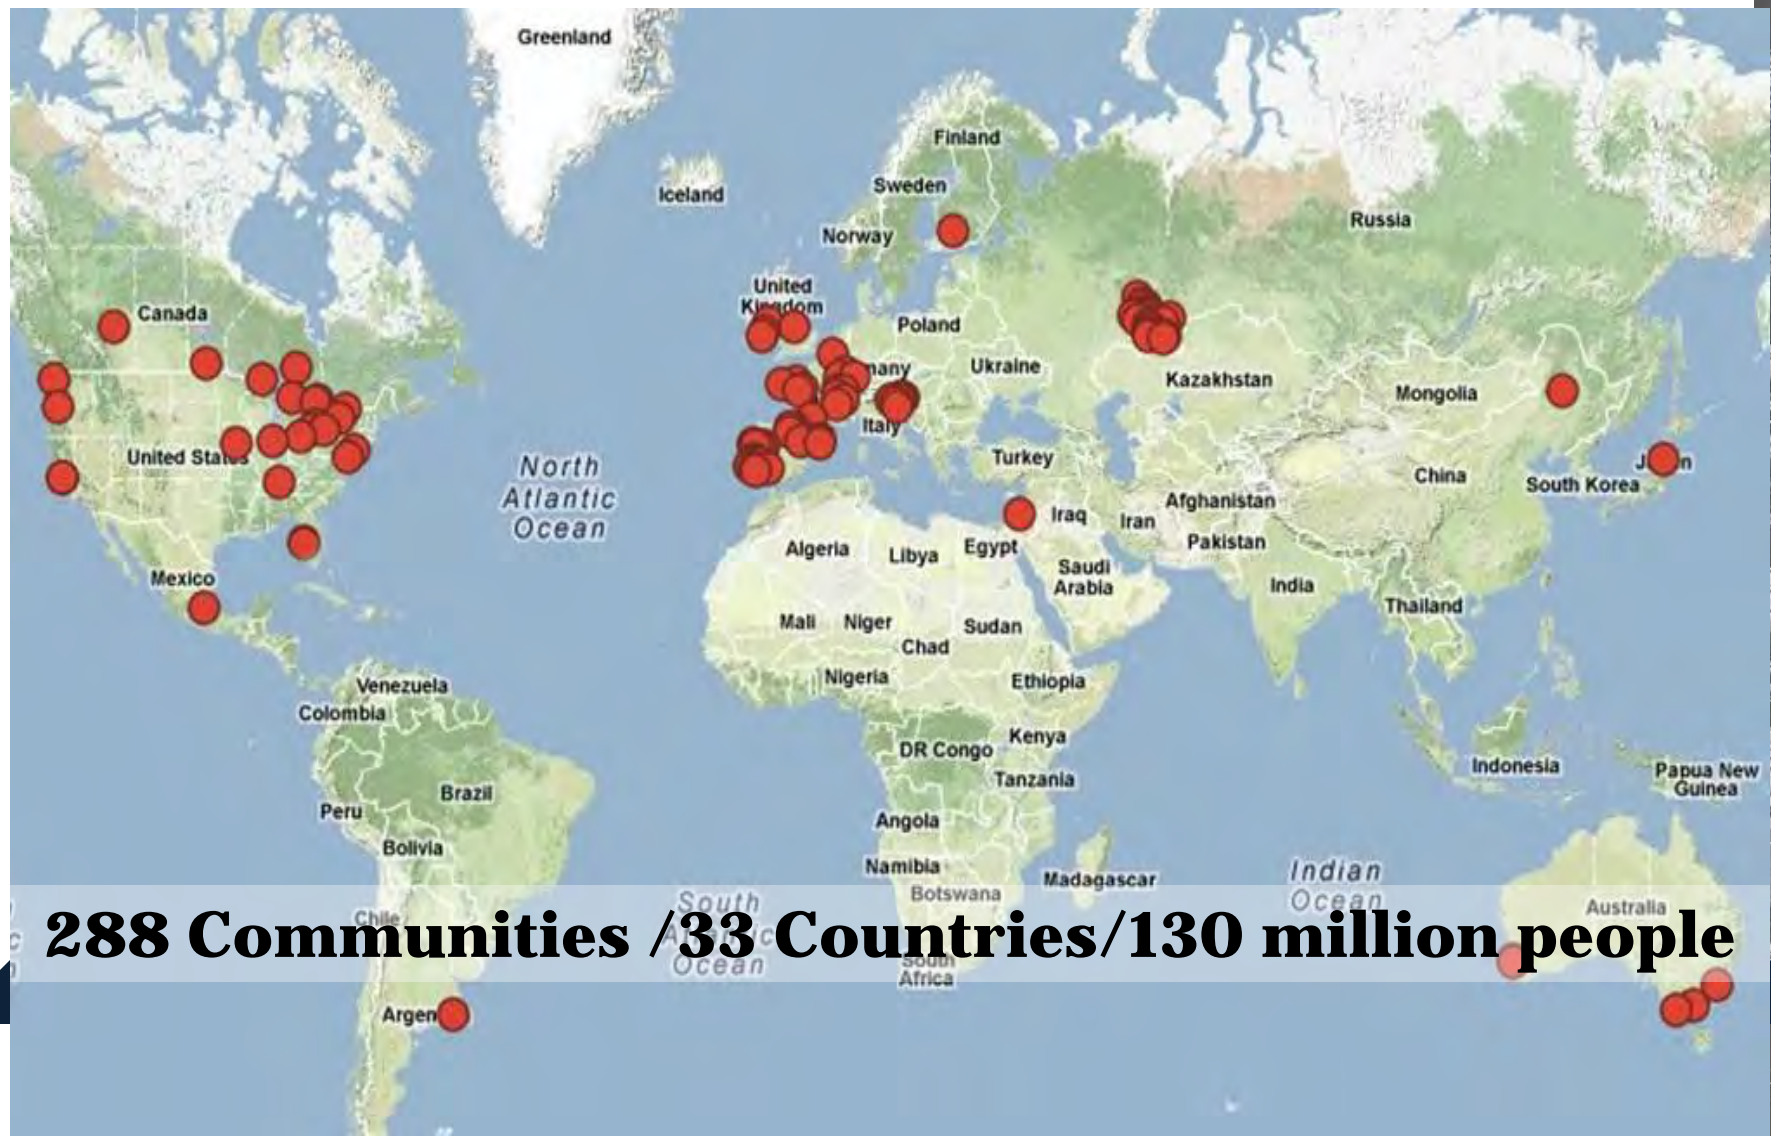 Greenland
Finland
Iceland
Sweden
Norway
Russia
United
Kingdom
Canada
Poland
many
Ukraine
Kazakhstan
Mongolia
Italy
United States
North
Atlantic
Ocean
Turkey
J n
China
South Korea
Afghanistan
Iraq
Iran
Pakistan
Algeria
Libya
Egypt
Saudi
Arabia
India
Mexico
Thailand
Mali
Niger
Sudan
Chad
Nigeria
Ethiopia
Venezuela
Colombia
DR Congo
Kenya
Tanzania
Indonesia
Papua New
Guinea
Brazil
Peru
Angola
Bolivia
Namibia
Madagascar
Botswana
Indian
Ocean
South
Atlantic
Ocean
Chile
Australia
288 Communities /33 Countries/130 million people
South
Africa
Argen